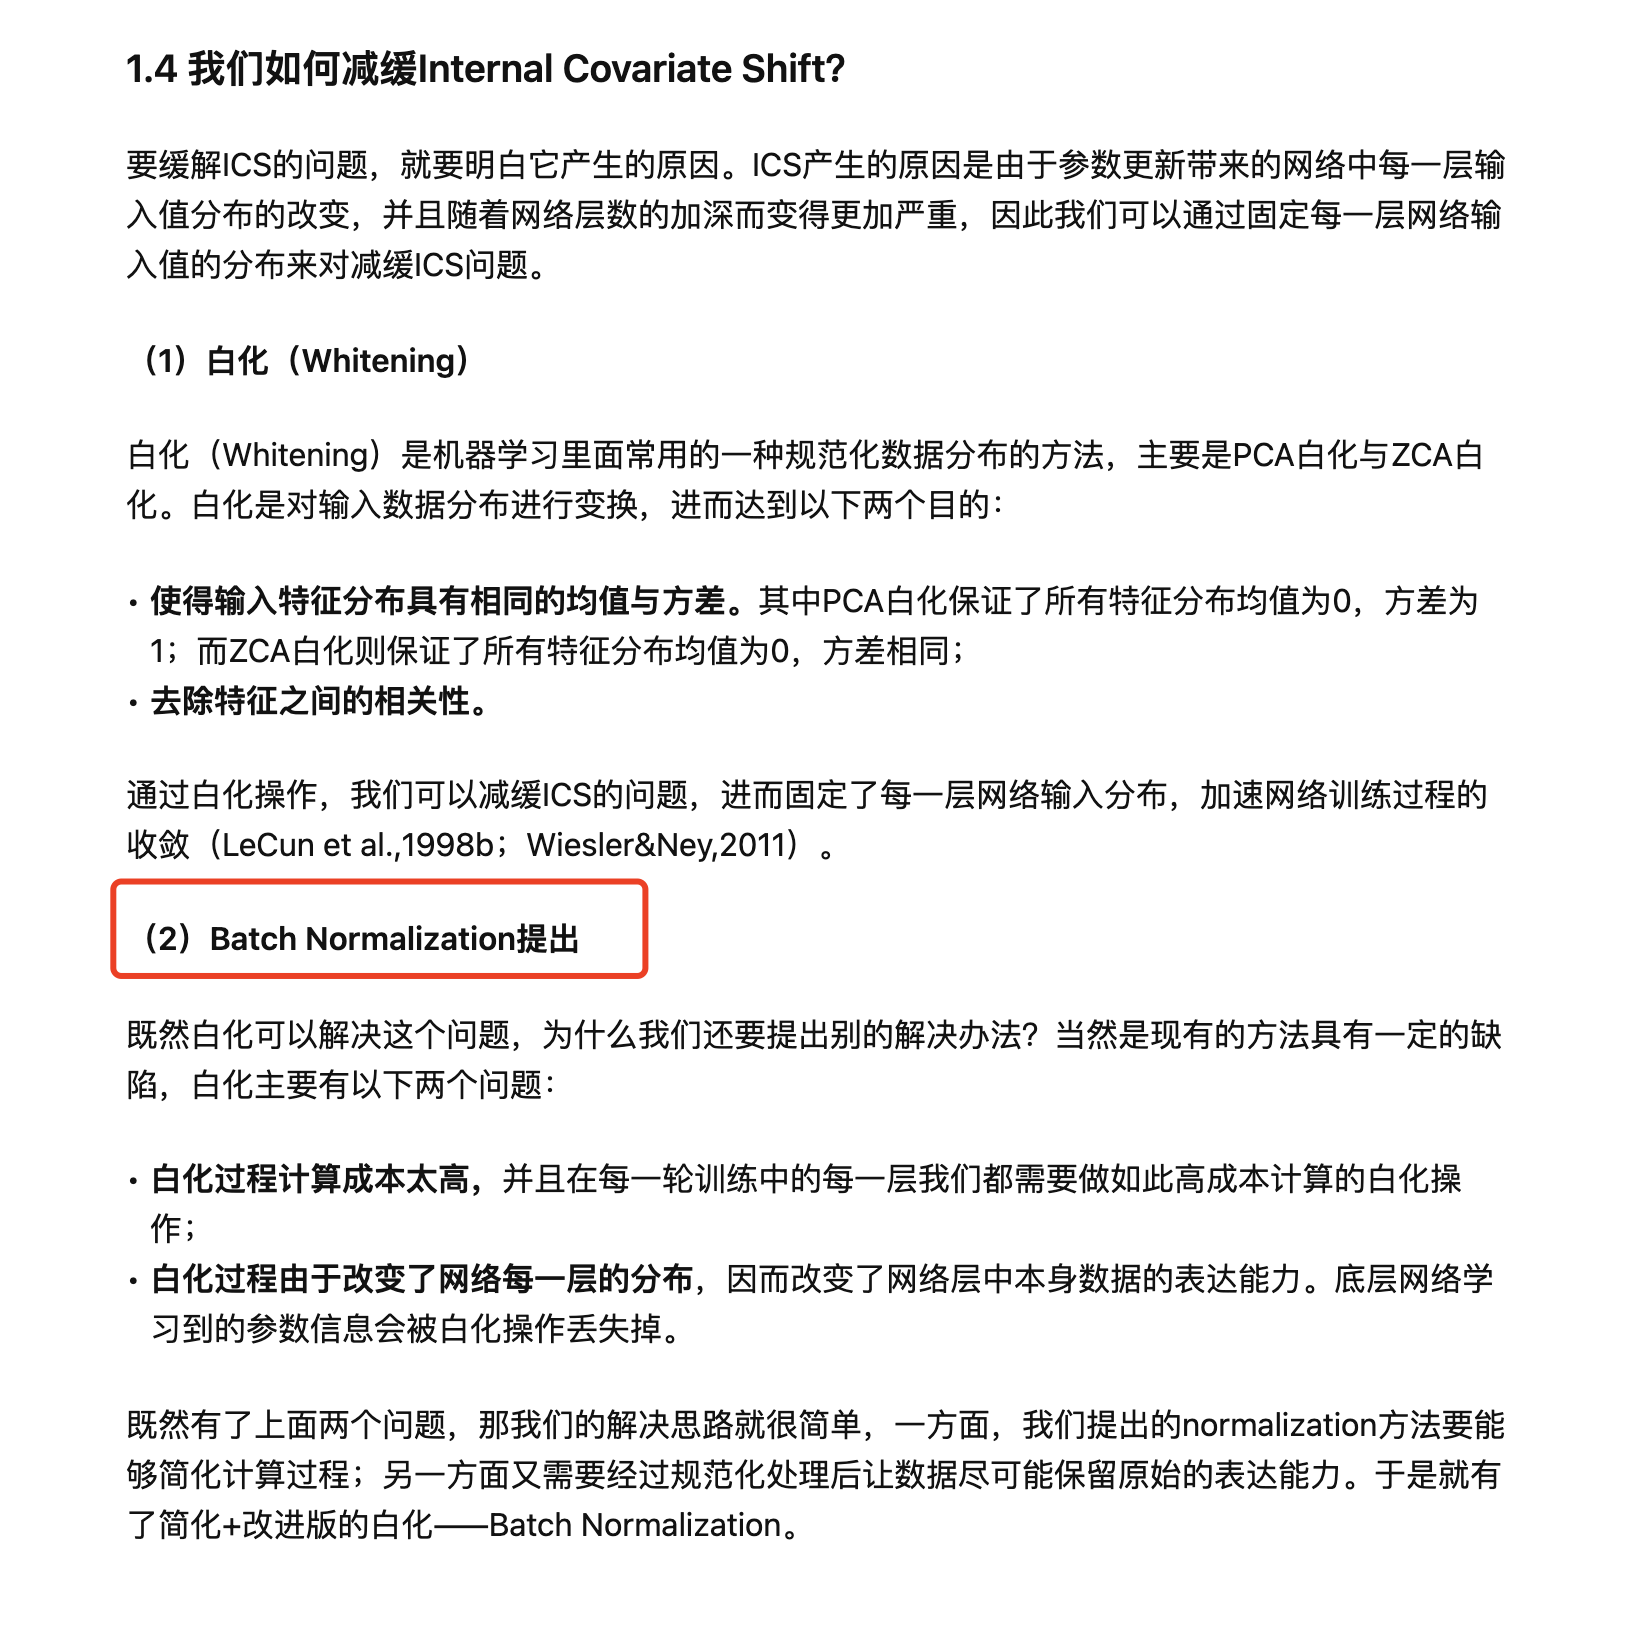 1.4 我们如何减缓Internal Covariate Shift?
要缓解ICS的问题，就要明白它产生的原因。ICS产生的原因是由于参数更新带来的网络中每一层输
入值分布的改变，并且随着网络层数的加深而变得更加严重，因此我们可以通过固定每一层网络输
入值的分布来对减缓ICS问题。
（1）白化（Whitening）
白化（Whitening）是机器学习里面常用的一种规范化数据分布的方法，主要是PCA白化与ZCA白
化。白化是对输入数据分布进行变换，进而达到以下两个目的：
• 使得输入特征分布具有相同的均值与方差。其中PCA白化保证了所有特征分布均值为0，方差为
1；而ZCA白化则保证了所有特征分布均值为0，方差相同；
• 去除特征之间的相关性。
通过白化操作，我们可以减缓ICS的问题，进而固定了每一层网络输入分布，加速网络训练过程的
收敛（LeCun et al.,1998b；Wiesler&Ney,2011）。
（2）Batch Normalization提出
既然白化可以解决这个问题，为什么我们还要提出别的解决办法？当然是现有的方法具有一定的缺
陷，白化主要有以下两个问题：
• 白化过程计算成本太高，并且在每一轮训练中的每一层我们都需要做如此高成本计算的白化操
作；
• 白化过程由于改变了网络每一层的分布，因而改变了网络层中本身数据的表达能力。底层网络学
习到的参数信息会被白化操作丢失掉。
既然有了上面两个问题，那我们的解决思路就很简单，一方面，我们提出的normalization方法要能
够简化计算过程；另一方面又需要经过规范化处理后让数据尽可能保留原始的表达能力。于是就有
了简化+改进版的白化——Batch Normalization。